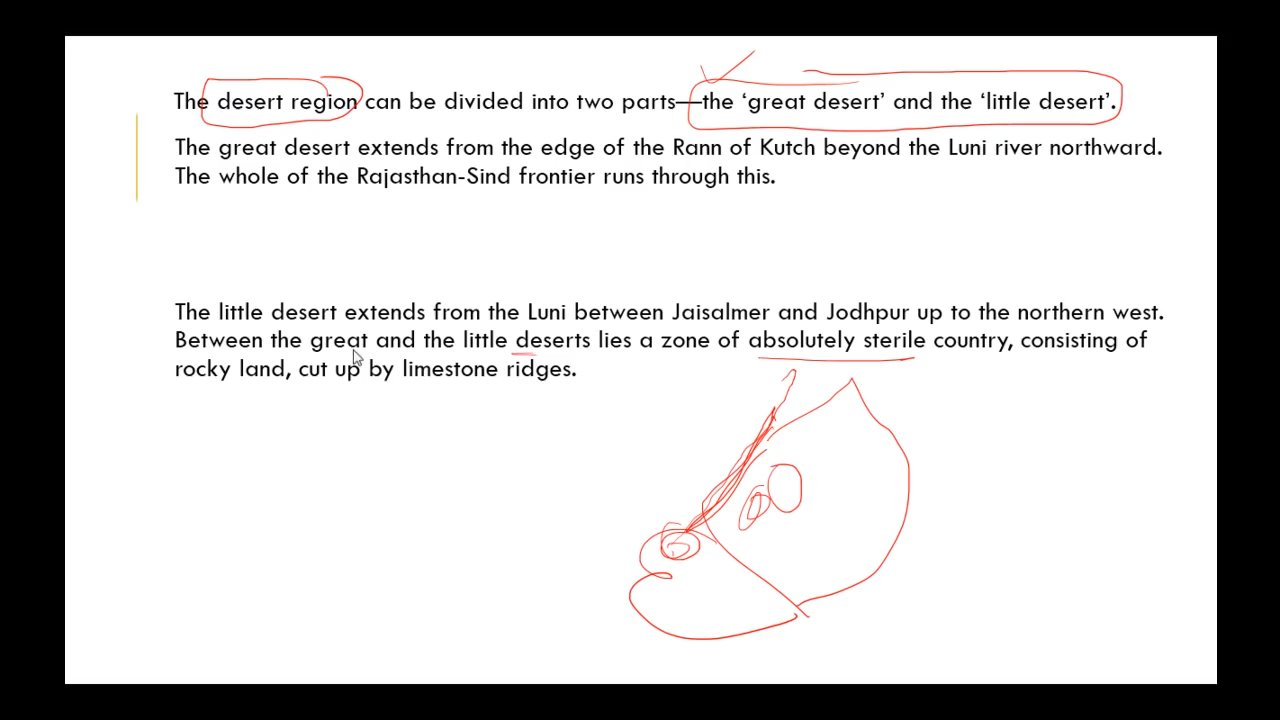 The desert region can be divided into two parts—the ‘great desert’ and the ‘little desert’.
The great desert extends from the edge of the Rann of Kutch beyond the Luni river northward.
The whole of the Rajasthan-Sind frontier runs through this.
The little desert extends from the Luni between Jaisalmer and Jodhpur up to the northern west.
Between the great and the little deserts lies a zone of absolutely sterile country, consisting of
rocky land, cut up by limestone ridges.